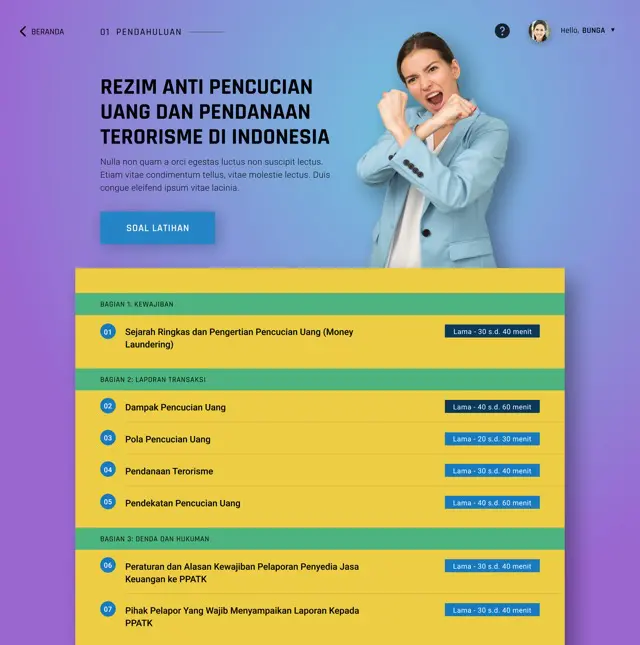 BERANDA
01 PENDAHULUAN
?
Hello, BUNGA
REZIM ANTI PENCUCIAN
UANG DAN PENDANAAN
TERORISME DI INDONESIA
Nulla non quam a orci egestas luctus non suscipit lectus.
Etiam vitae condimentum tellus, vitae molestie lectus. Duis
congue eleifend ipsum vitae lacinia.
SOAL LATIHAN
BAGIAN 1: KEWAJIBAN
01 Sejarah Ringkas dan Pengertian Pencucian Uang (Money
Laundering)
Lama - 30 s.d. 40 menit
BAGIAN 2: LAPORAN TRANSAKSI
02 Dampak Pencucian Uang
Lama - 40 s.d. 60 menit
03 Pola Pencucian Uang
Lama - 20 s.d. 30 menit
04 Pendanaan Terorisme
Lama - 30 s.d. 40 menit
05 Pendekatan Pencucian Uang
Lama - 40 s.d. 60 menit
BAGIAN 3: DENDA DAN HUKUMAN
06 Peraturan dan Alasan Kewajiban Pelaporan Penyedia Jasa
Keuangan ke PPATK
Lama - 30 s.d. 40 menit
07 Pihak Pelapor Yang Wajib Menyampaikan Laporan Kepada
PPATK
Lama - 30 s.d. 40 menit